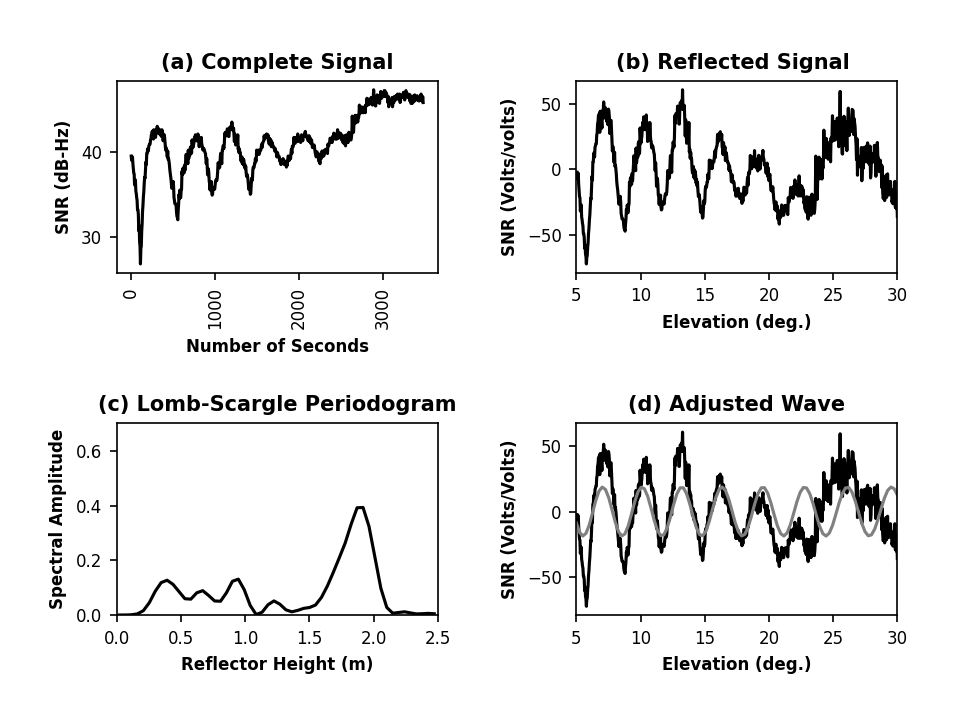 (a) Complete Signal
SNR (dB-Hz)
40
30
0
1000
2000
3000
Number of Seconds
(b) Reflected Signal
SNR (Volts/volts)
50
0
−50
5 10 15 20 25 30
Elevation (deg.)
(c) Lomb-Scargle Periodogram
Spectral Amplitude
0.6
0.4
0.2
0.0
0.0 0.5 1.0 1.5 2.0 2.5
Reflector Height (m)
(d) Adjusted Wave
SNR (Volts/Volts)
50
0
−50
5 10 15 20 25 30
Elevation (deg.)